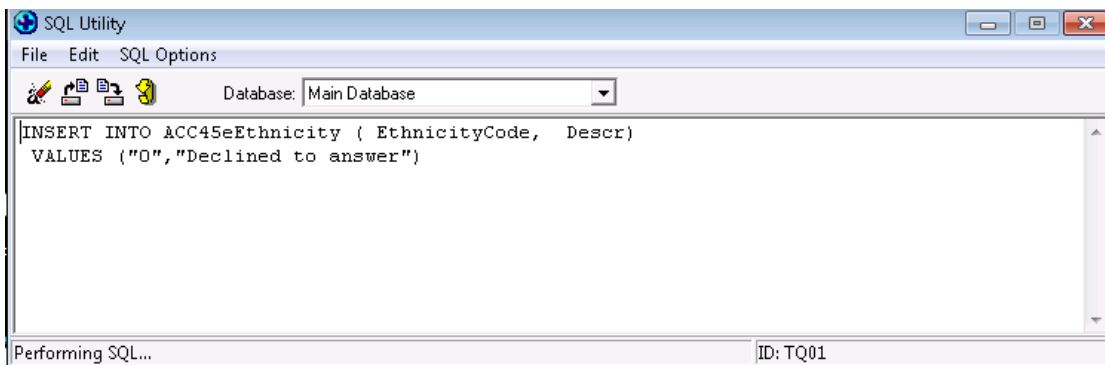 SQL Utility
File Edit SQL Options
Database: Main Database
INSERT INTO ACC45eEthnicity ( EthnicityCode,  Descr)
VALUES ("O","Declined to answer")
Performing SQL... ID: TQ01